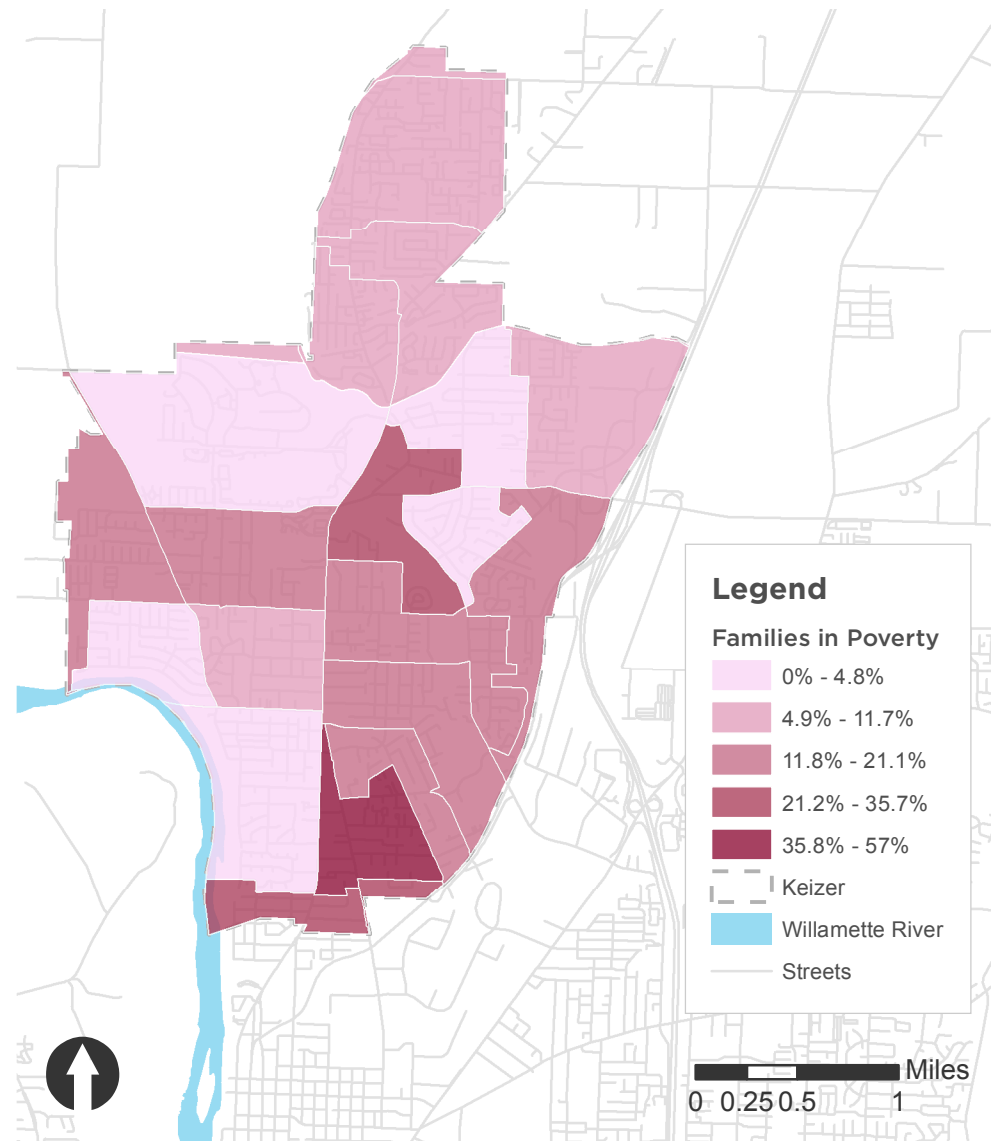 Legend
Families in Poverty
0% - 4.8%
4.9% - 11.7%
11.8% - 21.1%
21.2% - 35.7%
35.8% - 57%
Keizer
Willamette River
Streets
Miles
0 0.25 0.5 1